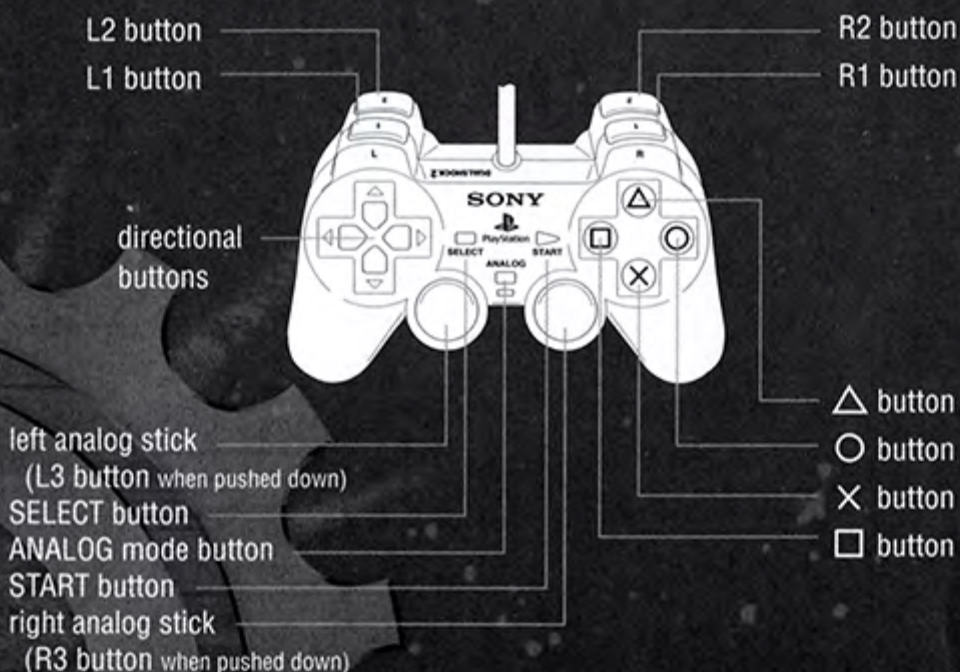 L2 button
L1 button
R2 button
R1 button
L
R
DUALSHOCK 2
SONY
PlayStation
SELECT
START
ANALOG
directional
buttons
left analog stick
(L3 button when pushed down)
SELECT button
ANALOG mode button
START button
right analog stick
(R3 button when pushed down)
△ button
○ button
× button
□ button